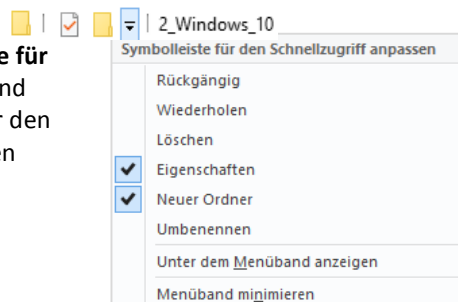 2_Windows_10
e für
nd
r den
en
Symbolleiste für den Schnellzugriff anpassen
Rückgängig
Wiederholen
Löschen
Eigenschaften
Neuer Ordner
Umbenennen
Unter dem Menüband anzeigen
Menüband minimieren